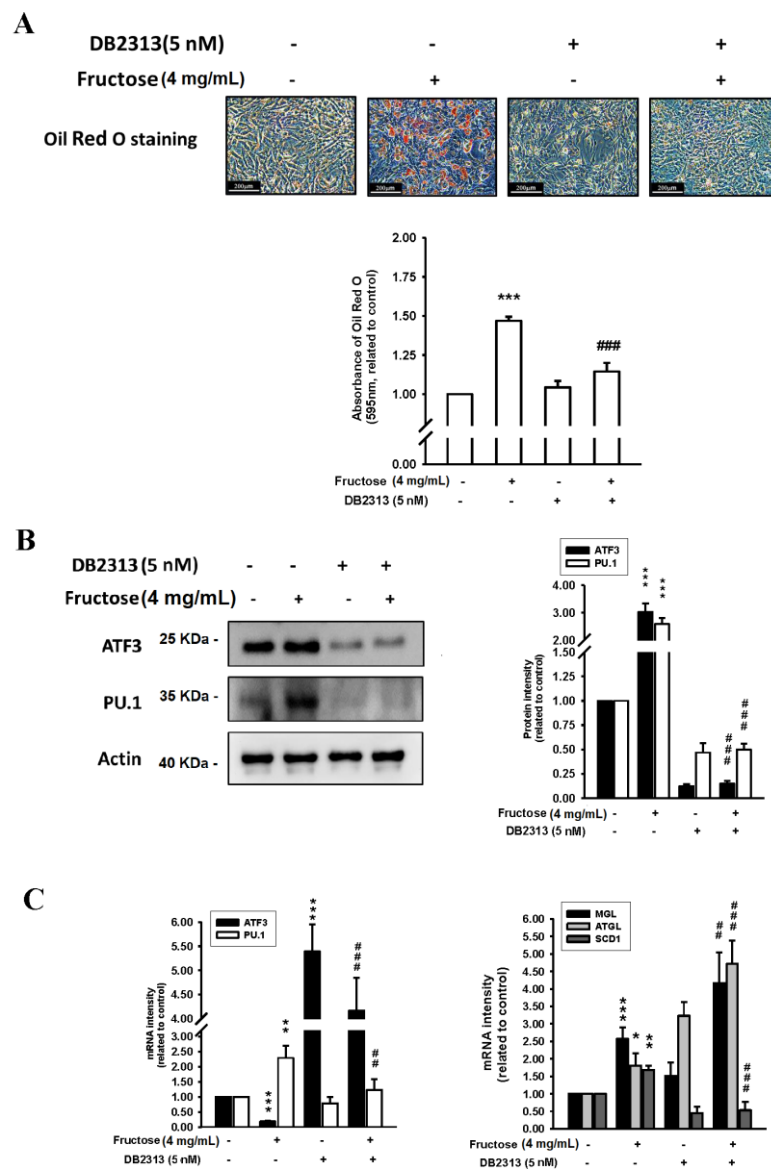 A
DB2313(5 nM) - - + +
Fructose(4 mg/mL) - + - +
Oil Red O staining
200μm 200μm 200μm 200μm
Absbsorbance of Oil Red O
(595nm, related to control)
2.00
1.75
1.50
1.25
1.00
0.00
***
###
Fructose (4 mg/mL) - + - +
DB2313 (5 nM) - - + +
B
DB2313(5 nM) - - + +
Fructose(4 mg/mL) - + - +
ATF3 25 KDa -
PU.1 35 KDa -
Actin 40 KDa -
ATF3
PU.1
Protein intensity
(related to control)
4.00
3.00
2.00
1.50
1.00
0.75
0.50
0.25
0.00
***
***
###
###
Fructose (4 mg/mL) - + - +
DB2313 (5 nM) - - + +
C
ATF3
PU.1
mRNA intensity
(related to control)
6.00
5.50
5.00
4.50
4.00
3.00
2.50
2.00
1.50
1.00
0.50
0.00
***
**
***
###
##
Fructose (4 mg/mL) - + - +
DB2313 (5 nM) - - + +
MGL
ATGL
SCD1
mRNA intensity
(related to control)
6.00
5.50
5.00
4.50
4.00
3.50
3.00
2.50
2.00
1.50
1.00
0.50
0.00
***
*
**
##
###
###
Fructose (4 mg/mL) - + - +
DB2313 (5 nM) - - + +